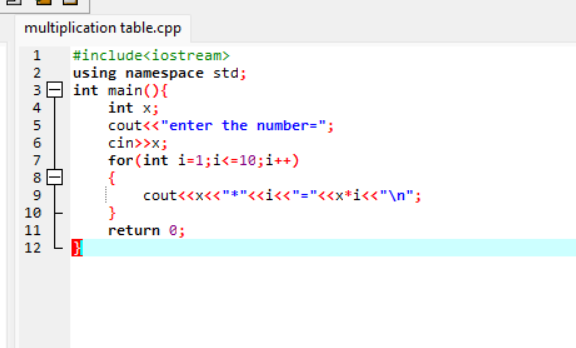 multiplication table.cpp
1 #include<iostream>
2 using namespace std;
3 int main(){
4 int x;
5 cout<<"enter the number=";
6 cin>>x;
7 for(int i=1;i<=10;i++)
8 {
9 cout<<x<<"*"<<i<<"="<<x*i<<"\n";
10 }
11 return 0;
12 }